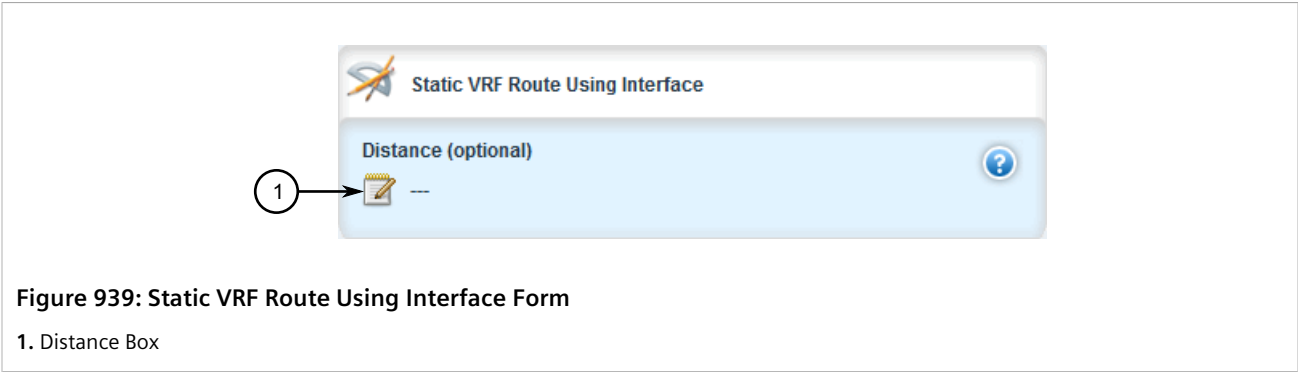 Static VRF Route Using Interface
Distance (optional)
1
---
Figure 939: Static VRF Route Using Interface Form
1. Distance Box